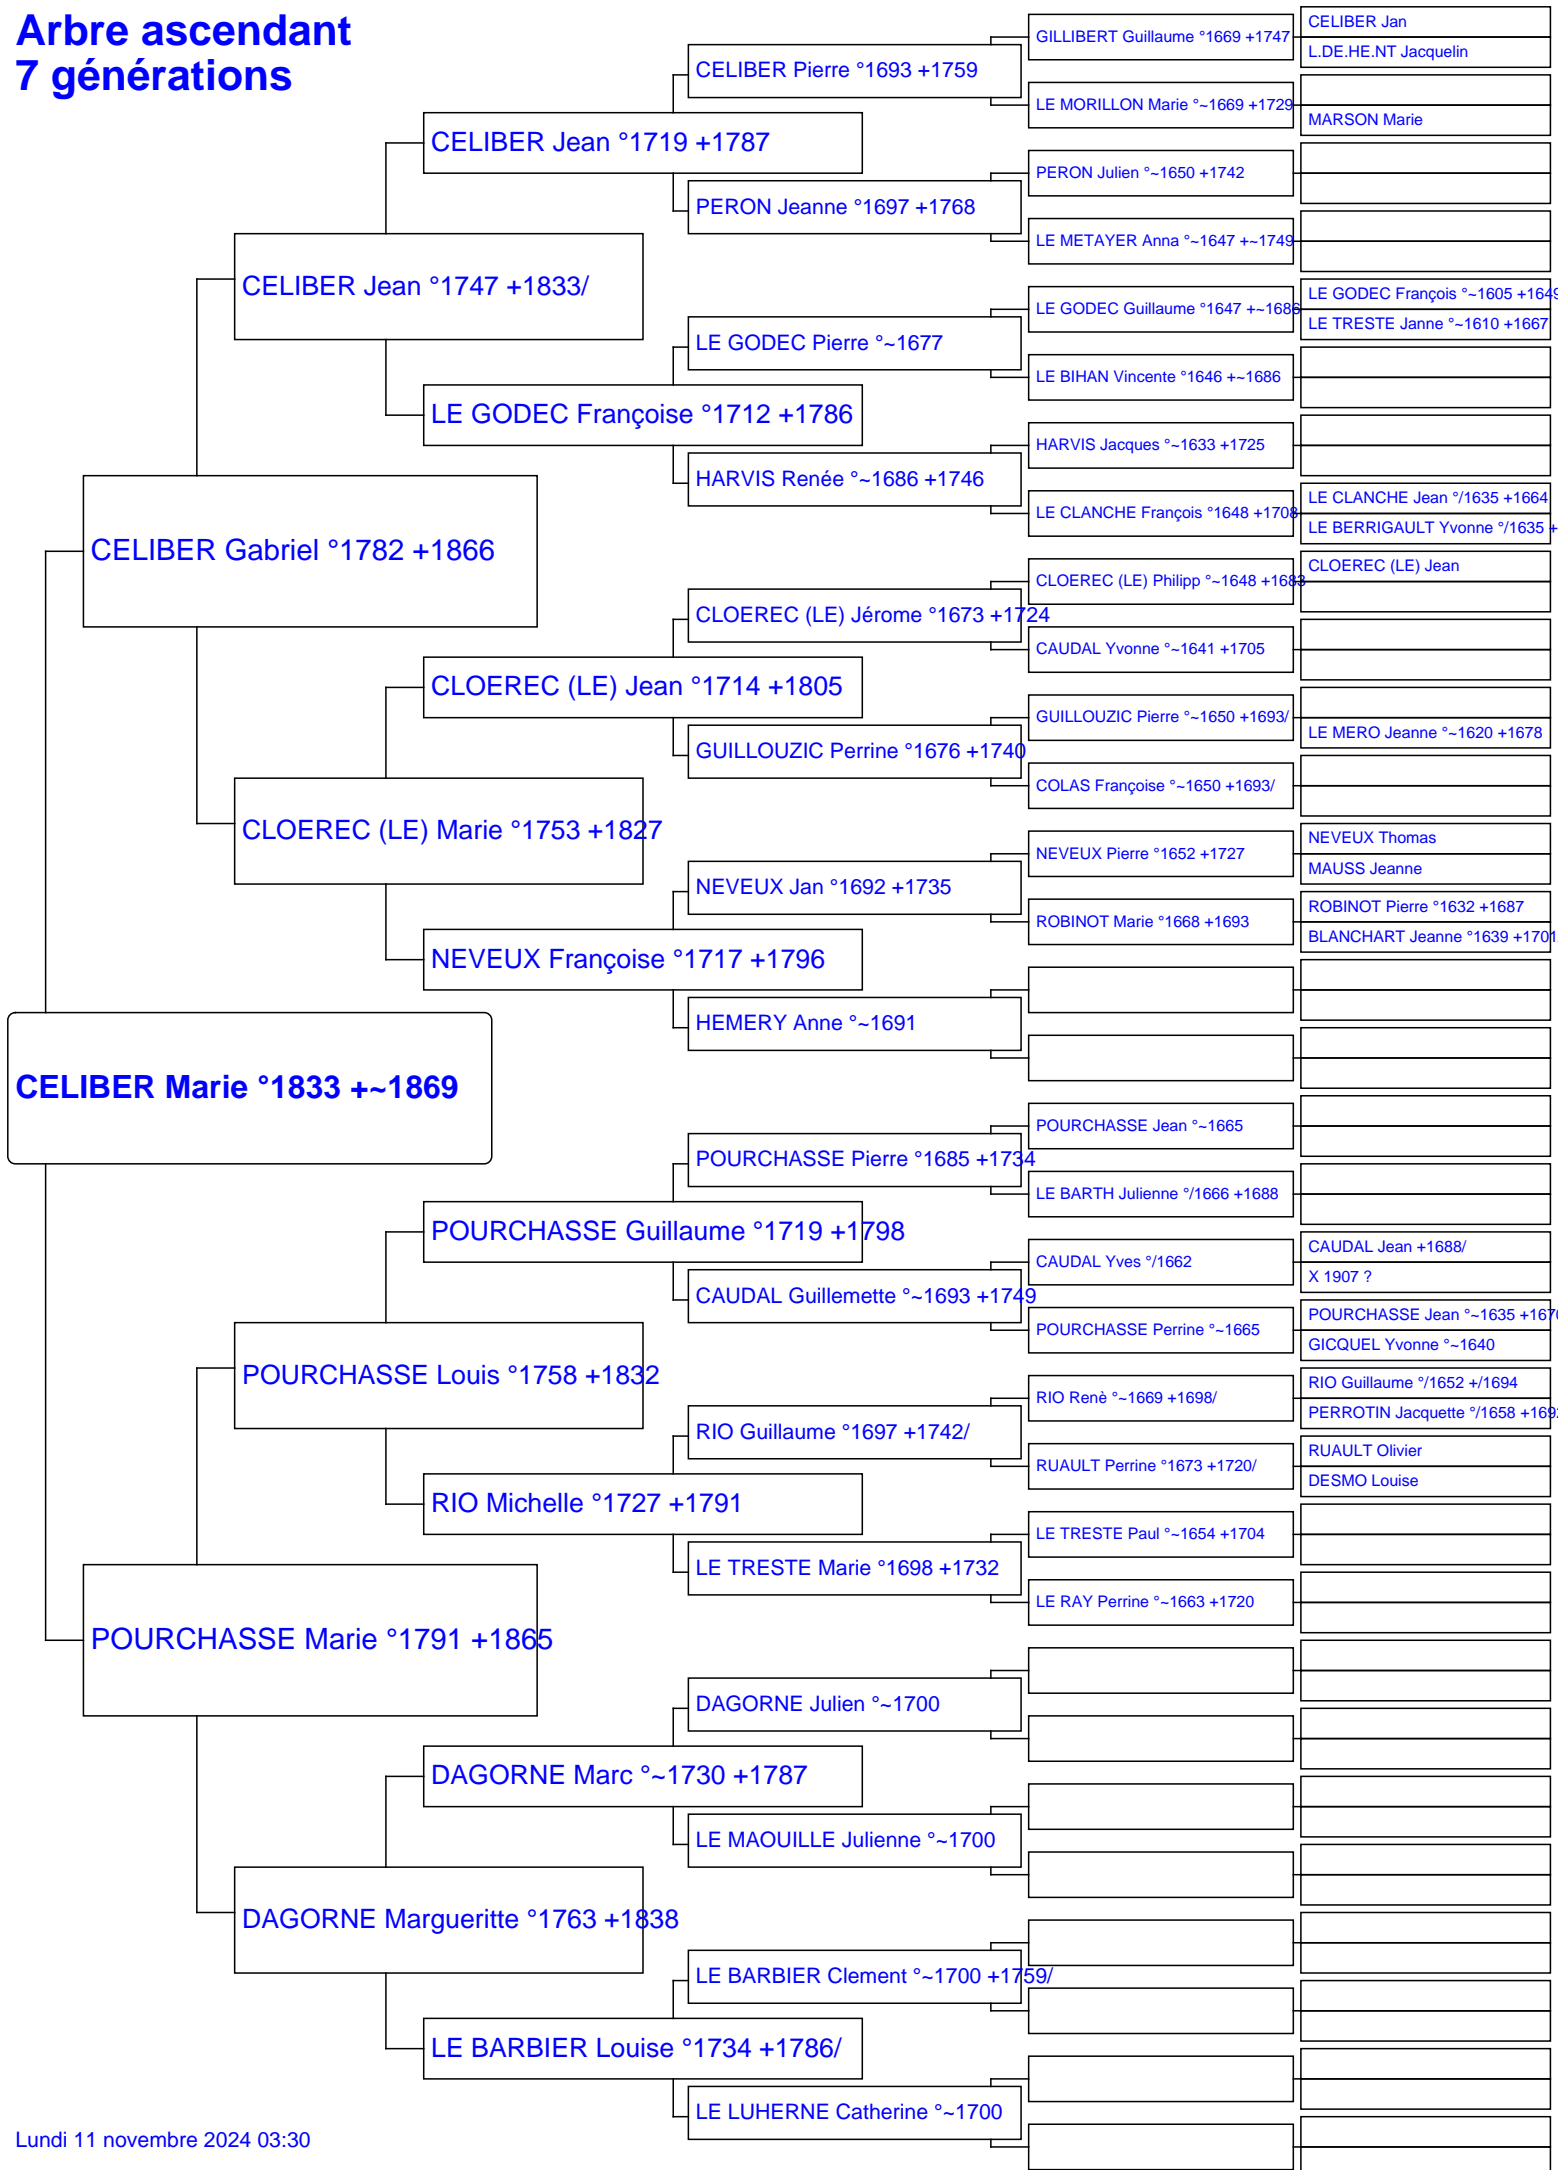 Arbre ascendant
7 générations
CELIBER Marie °1833 +~1869
CELIBER Gabriel °1782 +1866
POURCHASSE Marie °1791 +1865
CELIBER Jean °1747 +1833/
CLOEREC (LE) Marie °1753 +1827
POURCHASSE Louis °1758 +1832
DAGORNE Margueritte °1763 +1838
CELIBER Jean °1719 +1787
LE GODEC Françoise °1712 +1786
CLOEREC (LE) Jean °1714 +1805
NEVEUX Françoise °1717 +1796
POURCHASSE Guillaume °1719 +1798
RIO Michelle °1727 +1791
DAGORNE Marc °~1730 +1787
LE BARBIER Louise °1734 +1786/
CELIBER Pierre °1693 +1759
PERON Jeanne °1697 +1768
LE GODEC Pierre °~1677
HARVIS Renée °~1686 +1746
CLOEREC (LE) Jérome °1673 +1724
GUILLOUZIC Perrine °1676 +1740
NEVEUX Jan °1692 +1735
HEMERY Anne °~1691
POURCHASSE Pierre °1685 +1734
CAUDAL Guillemette °~1693 +1749
RIO Guillaume °1697 +1742/
LE TRESTE Marie °1698 +1732
DAGORNE Julien °~1700
LE MAOUILLE Julienne °~1700
LE BARBIER Clement °~1700 +1759/
LE LUHERNE Catherine °~1700
GILLIBERT Guillaume °1669 +1747
LE MORILLON Marie °~1669 +1729
PERON Julien °~1650 +1742
LE METAYER Anna °~1647 +~1749
LE GODEC Guillaume °1647 +~1686
LE BIHAN Vincente °1646 +~1686
HARVIS Jacques °~1633 +1725
LE CLANCHE François °1648 +1708
CLOEREC (LE) Philipp °~1648 +1683
CAUDAL Yvonne °~1641 +1705
GUILLOUZIC Pierre °~1650 +1693/
COLAS Françoise °~1650 +1693/
NEVEUX Pierre °1652 +1727
ROBINOT Marie °1668 +1693
POURCHASSE Jean °~1665
LE BARTH Julienne °/1666 +1688
CAUDAL Yves °/1662
POURCHASSE Perrine °~1665
RIO Renè °~1669 +1698/
RUAULT Perrine °1673 +1720/
LE TRESTE Paul °~1654 +1704
LE RAY Perrine °~1663 +1720
CELIBER Jan
L.DE.HE.NT Jacquelin
MARSON Marie
LE GODEC François °~1605 +1649
LE TRESTE Janne °~1610 +1667
LE CLANCHE Jean °/1635 +1664
LE BERRIGAULT Yvonne °/1635 +
CLOEREC (LE) Jean
LE MERO Jeanne °~1620 +1678
NEVEUX Thomas
MAUSS Jeanne
ROBINOT Pierre °1632 +1687
BLANCHART Jeanne °1639 +1701
CAUDAL Jean +1688/
X 1907 ?
POURCHASSE Jean °~1635 +1670
GICQUEL Yvonne °~1640
RIO Guillaume °/1652 +/1694
PERROTIN Jacquette °/1658 +1692
RUAULT Olivier
DESMO Louise
Lundi 11 novembre 2024 03:30